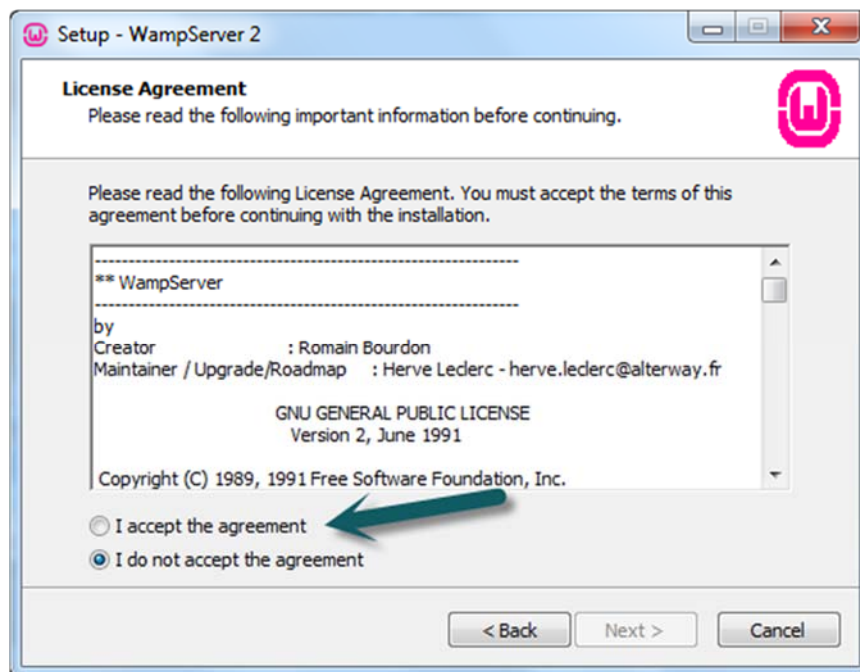 Setup - WampServer 2
License Agreement
Please read the following important information before continuing.
Please read the following License Agreement. You must accept the terms of this
agreement before continuing with the installation.
----------------------------------------------------------------
** WampServer
----------------------------------------------------------------
by
Creator : Romain Bourdon
Maintainer / Upgrade/Roadmap : Herve Leclerc - herve.leclerc@alterway.fr
GNU GENERAL PUBLIC LICENSE
Version 2, June 1991
Copyright (C) 1989, 1991 Free Software Foundation, Inc.
I accept the agreement
I do not accept the agreement
< Back Next > Cancel